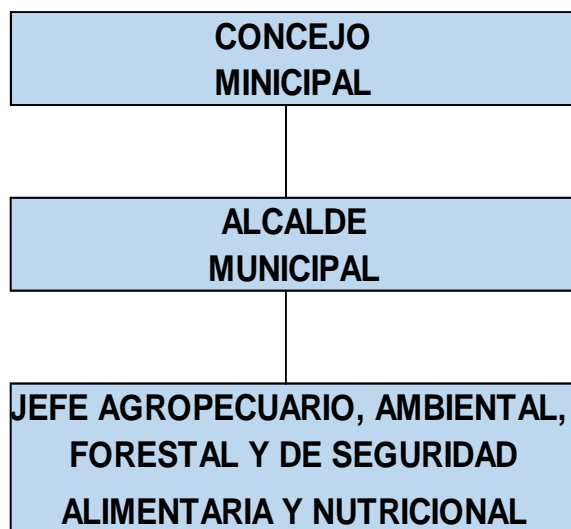 CONCEJO
MINICIPAL
ALCALDE
MUNICIPAL
JEFE AGROPECUARIO, AMBIENTAL,
FORESTAL Y DE SEGURIDAD
ALIMENTARIA Y NUTRICIONAL